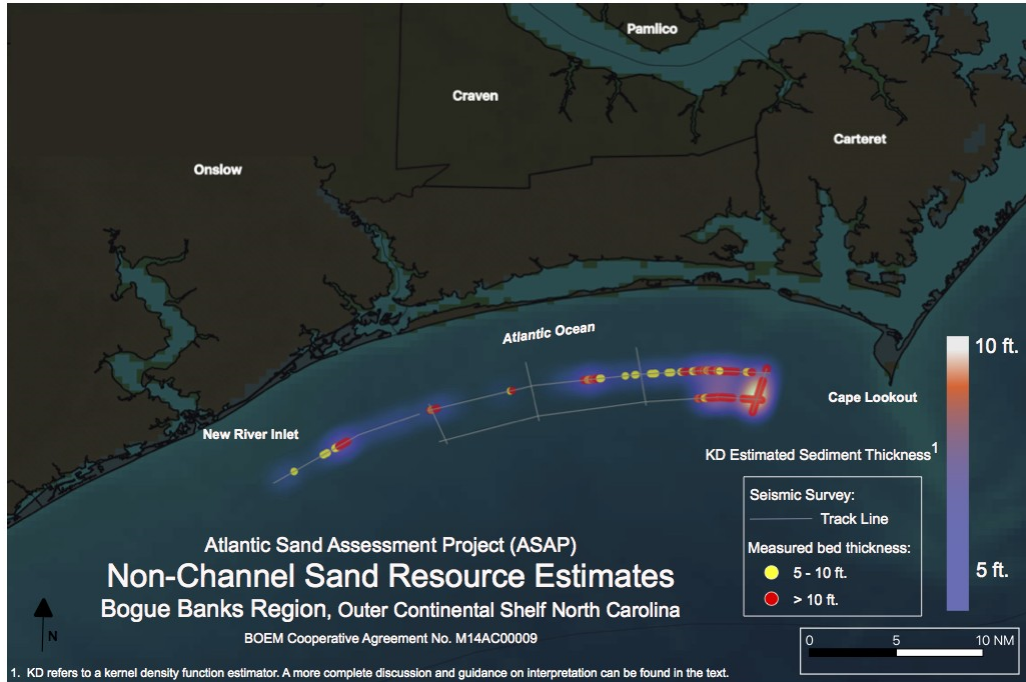 Pamlico
Craven
Carteret
Onslow
Atlantic Ocean
10 ft.
Cape Lookout
New River Inlet
KD Estimated Sediment Thickness1
Seismic Survey:
Track Line
Measured bed thickness:
5 - 10 ft.
> 10 ft.
5 ft.
Atlantic Sand Assessment Project (ASAP)
Non-Channel Sand Resource Estimates
Bogue Banks Region, Outer Continental Shelf North Carolina
BOEM Cooperative Agreement No. M14AC00009
N
0 5 10 NM
1. KD refers to a kernel density function estimator. A more complete discussion and guidance on interpretation can be found in the text.